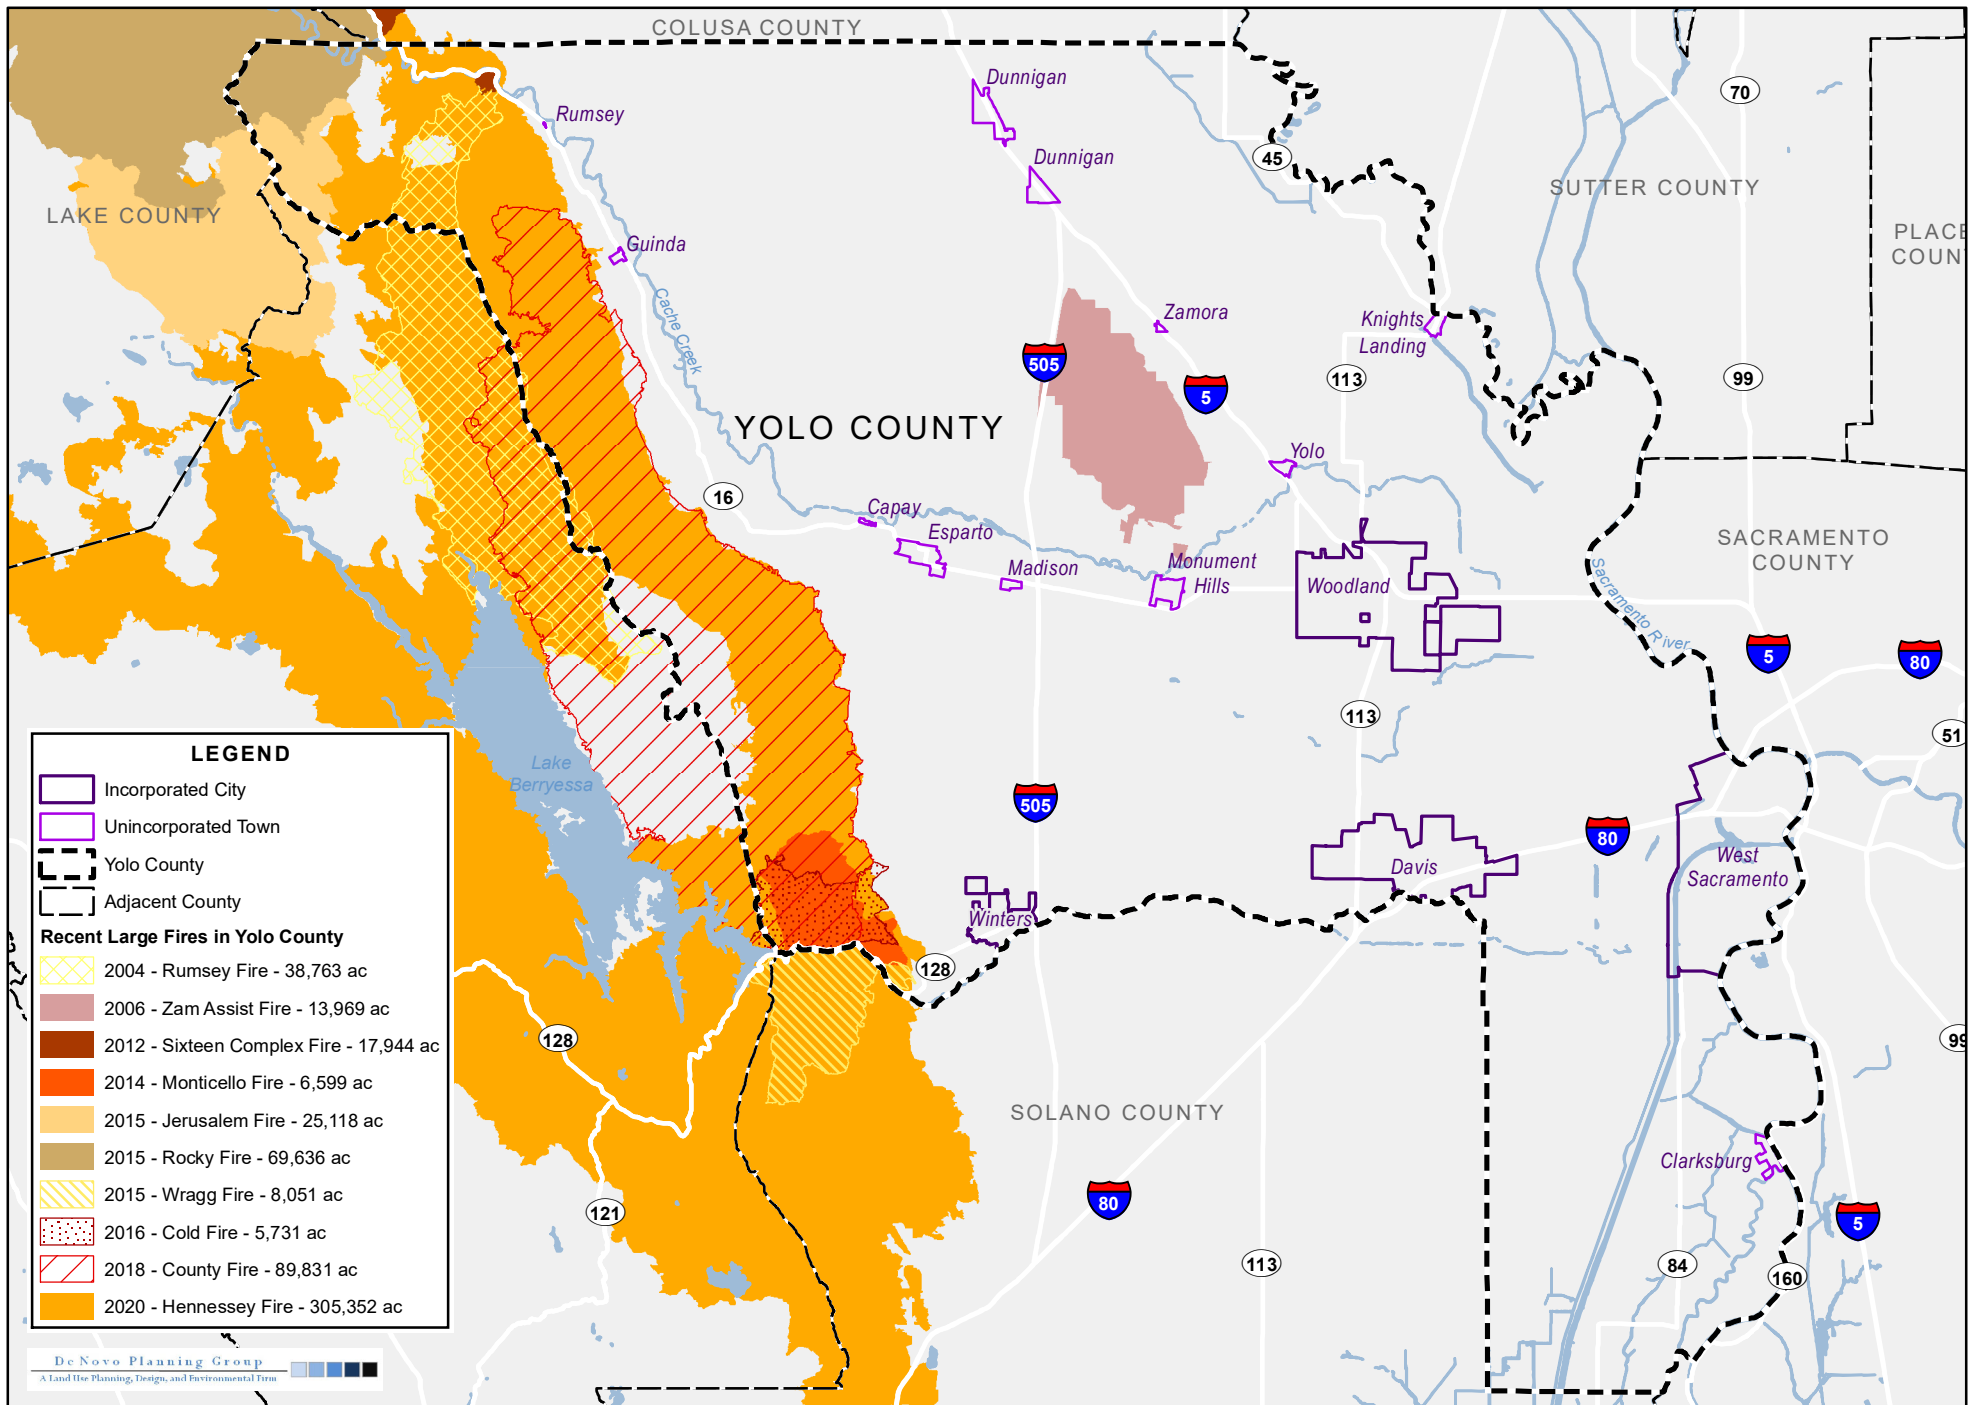 COLUSA COUNTY
Dunnigan
70
Rumsey
45
Dunnigan
SUTTER COUNTY
LAKE COUNTY
Guinda
Cache Creek
Zamora
Knights
Landing
505
5
113
99
YOLO COUNTY
Yolo
16
Capay
Esparto
Madison
Monument
Hills
Woodland
SACRAMENTO
COUNTY
Sacramento River
5
80
113
51
Lake
Berryessa
505
80
Davis
West
Sacramento
Winters
128
128
99
SOLANO COUNTY
Clarksburg
80
121
5
113
84
160
LEGEND
Incorporated City
Unincorporated Town
Yolo County
Adjacent County
Recent Large Fires in Yolo County
2004 - Rumsey Fire - 38,763 ac
2006 - Zam Assist Fire - 13,969 ac
2012 - Sixteen Complex Fire - 17,944 ac
2014 - Monticello Fire - 6,599 ac
2015 - Jerusalem Fire - 25,118 ac
2015 - Rocky Fire - 69,636 ac
2015 - Wragg Fire - 8,051 ac
2016 - Cold Fire - 5,731 ac
2018 - County Fire - 89,831 ac
2020 - Hennessey Fire - 305,352 ac
De Novo Planning Group
A Land Use Planning, Design, and Environmental Firm